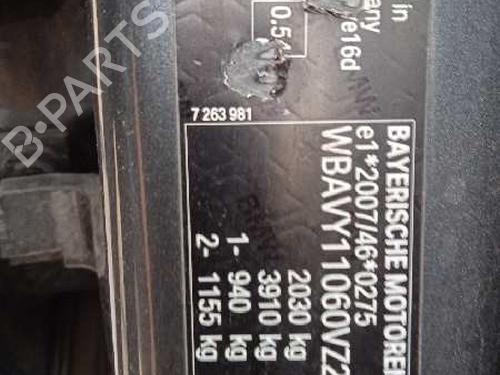 BAYERISCHE MOTOREN
e1*2007/46*0275
WBAVY11060VZ2
2030 kg
3910 kg
1- 940 kg
2- 1155 kg
in
any
e16d
0.51
7 263 981
B-PARTS